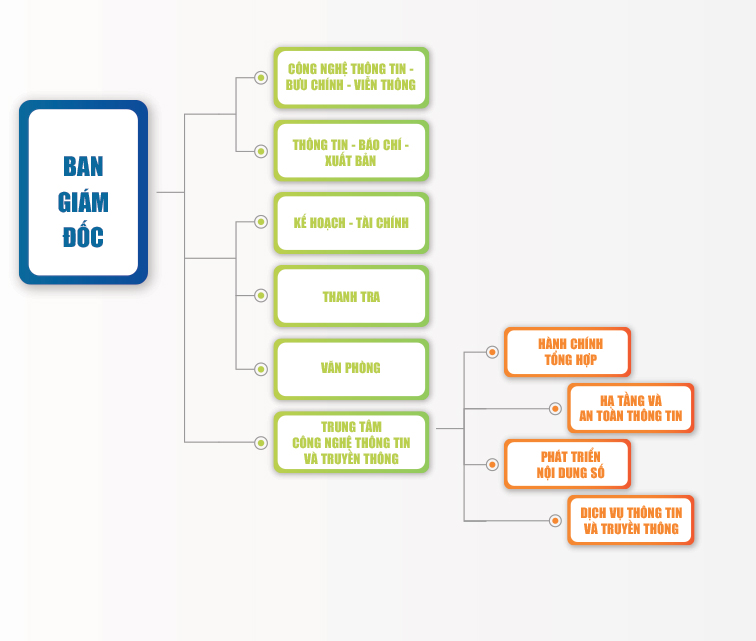 BAN
GIÁM
ĐỐC
CÔNG NGHỆ THÔNG TIN -
BƯU CHÍNH - VIỄN THÔNG
THÔNG TIN - BÁO CHÍ -
XUẤT BẢN
KẾ HOẠCH - TÀI CHÍNH
THANH TRA
VĂN PHÒNG
TRUNG TÂM
CÔNG NGHỆ THÔNG TIN
VÀ TRUYỀN THÔNG
HÀNH CHÍNH
TỔNG HỢP
HẠ TẦNG VÀ
AN TOÀN THÔNG TIN
PHÁT TRIỂN
NỘI DUNG SỐ
DỊCH VỤ THÔNG TIN
VÀ TRUYỀN THÔNG